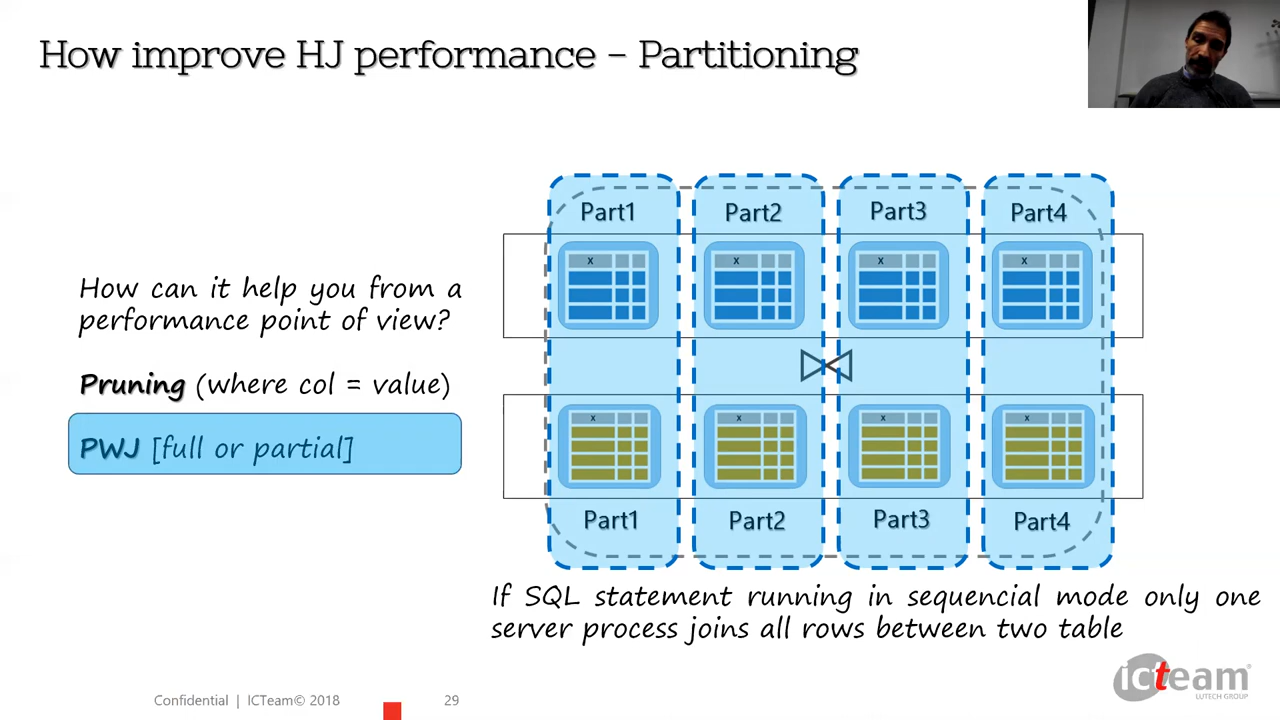 How improve HJ performance – Partitioning
How can it help you from a
performance point of view?
Pruning (where col = value)
PWJ [full or partial]
Part1 Part2 Part3 Part4
x x x x
x x x x
Part1 Part2 Part3 Part4
If SQL statement running in sequencial mode only one
server process joins all rows between two table
Confidential | ICTeam© 2018 29
icteam
LUTECH GROUP